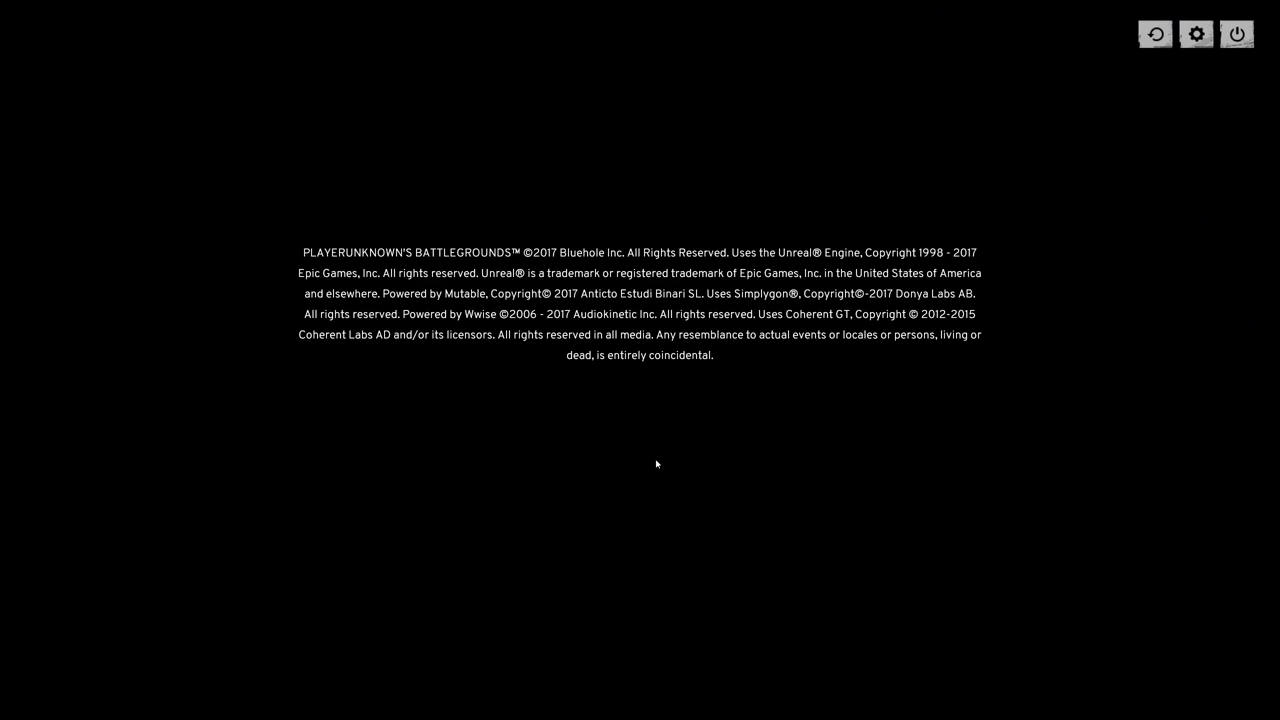 PLAYERUNKNOWN'S BATTLEGROUNDS™ ©2017 Bluehole Inc. All Rights Reserved. Uses the Unreal® Engine, Copyright 1998 - 2017
Epic Games, Inc. All rights reserved. Unreal® is a trademark or registered trademark of Epic Games, Inc. in the United States of America
and elsewhere. Powered by Mutable, Copyright© 2017 Anticto Estudi Binari SL. Uses Simplygon®, Copyright©-2017 Donya Labs AB.
All rights reserved. Powered by Wwise ©2006 - 2017 Audiokinetic Inc. All rights reserved. Uses Coherent GT, Copyright © 2012-2015
Coherent Labs AD and/or its licensors. All rights reserved in all media. Any resemblance to actual events or locales or persons, living or
dead, is entirely coincidental.